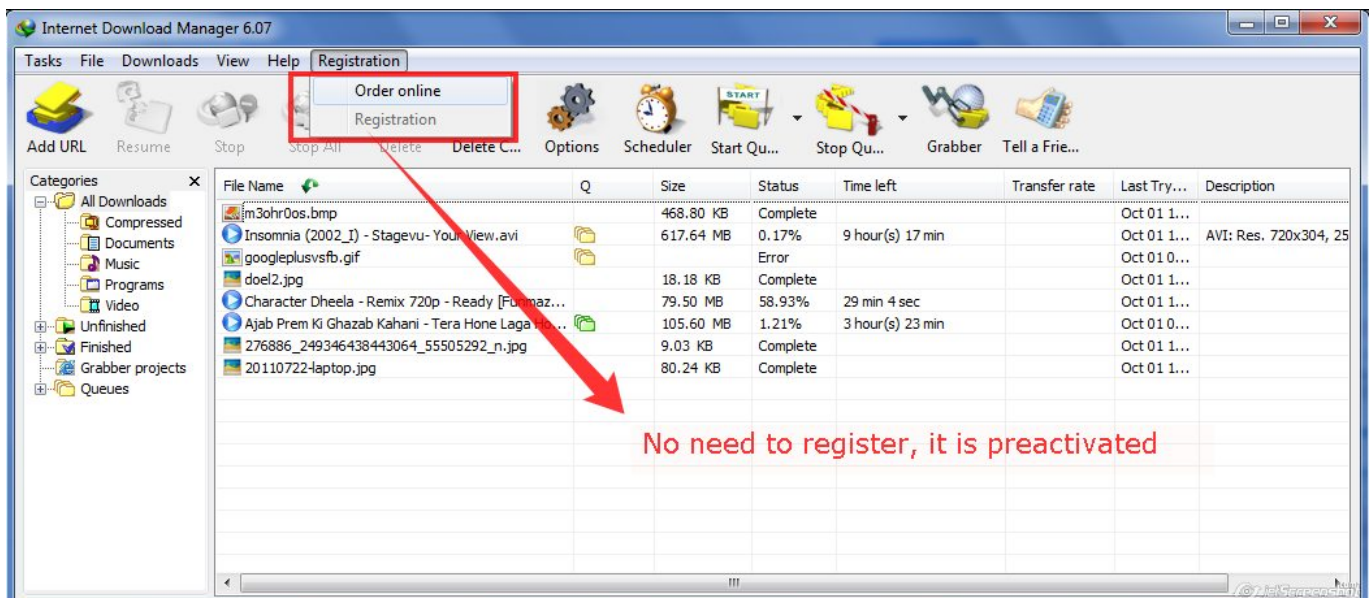 Internet Download Manager 6.07
Tasks File Downloads View Help Registration
Order online
Registration
Add URL Resume Stop Stop All Delete Delete C... Options Scheduler Start Qu... Stop Qu... Grabber Tell a Frie...
START
Categories
All Downloads
Compressed
Documents
Music
Programs
Video
Unfinished
Finished
Grabber projects
Queues
File Name Q Size Status Time left Transfer rate Last Try... Description
m3ohr0os.bmp 468.80 KB Complete Oct 01 1...
Insomnia (2002_I) - Stagevu- Your View.avi 617.64 MB 0.17% 9 hour(s) 17 min Oct 01 1... AVI: Res. 720x304, 25
googleplusvsfb.gif Error Oct 01 0...
doel2.jpg 18.18 KB Complete Oct 01 1...
Character Dheela - Remix 720p - Ready [Funmaz... 79.50 MB 58.93% 29 min 4 sec Oct 01 1...
Ajab Prem Ki Ghazab Kahani - Tera Hone Laga Ho... 105.60 MB 1.21% 3 hour(s) 23 min Oct 01 0...
276886_249346438443064_55505292_n.jpg 9.03 KB Complete Oct 01 1...
20110722-laptop.jpg 80.24 KB Complete Oct 01 1...
No need to register, it is preactivated